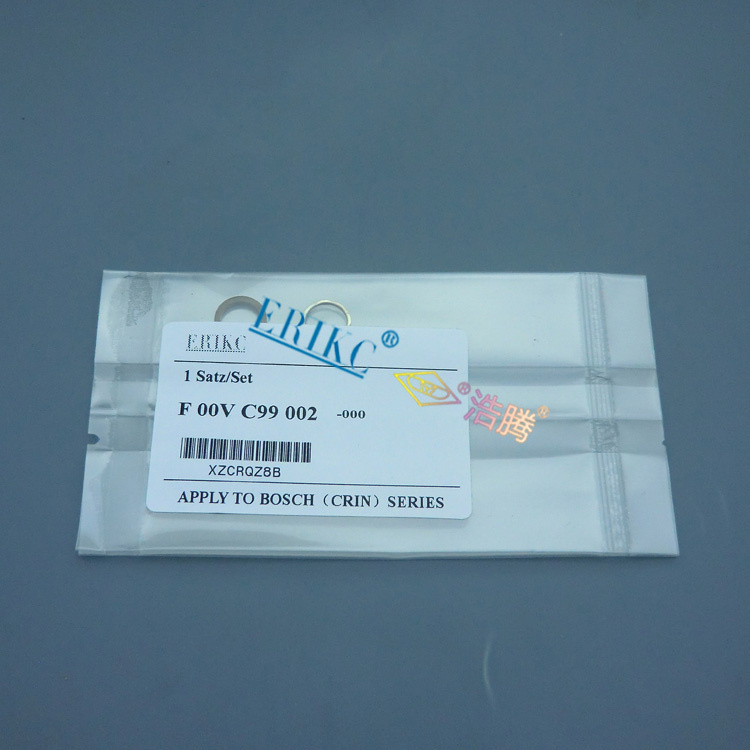 ERIKC®
ERIKC
®浩腾®
1 Satz/Set
F 00V C99 002 -000
XZCRQZ8B
APPLY TO BOSCH（CRIN）SERIES